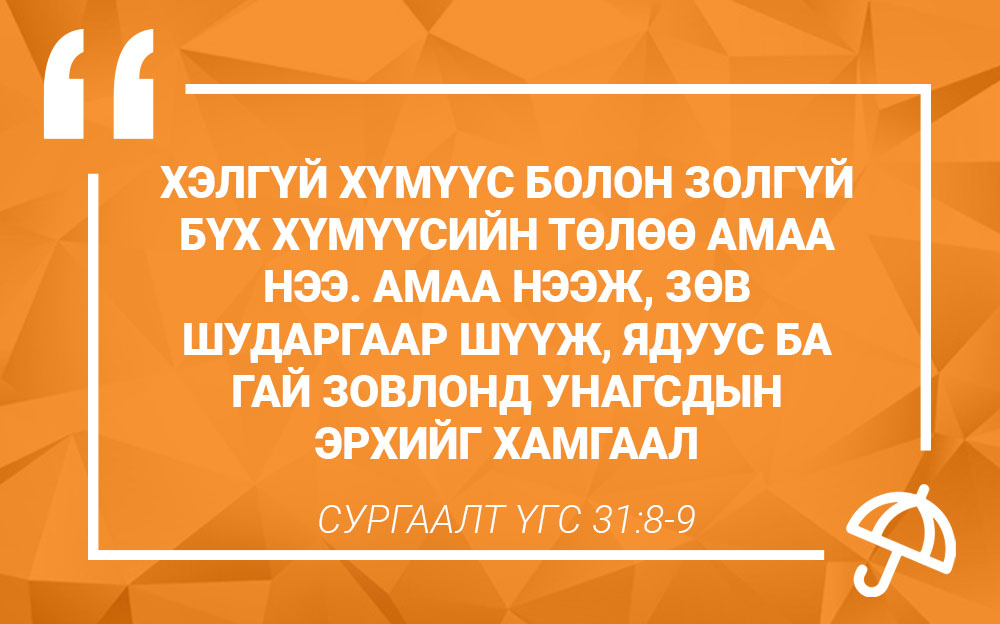 ХЭЛГҮЙ ХҮМҮҮС БОЛОН ЗОЛГҮЙ
БҮХ ХҮМҮҮСИЙН ТӨЛӨӨ АМАА
НЭЭ. АМАА НЭЭЖ, ЗӨВ
ШУДАРГААР ШҮҮЖ, ЯДУУС БА
ГАЙ ЗОВЛОНД УНАГСДЫН
ЭРХИЙГ ХАМГААЛ
СУРГААЛТ ҮГС 31:8-9